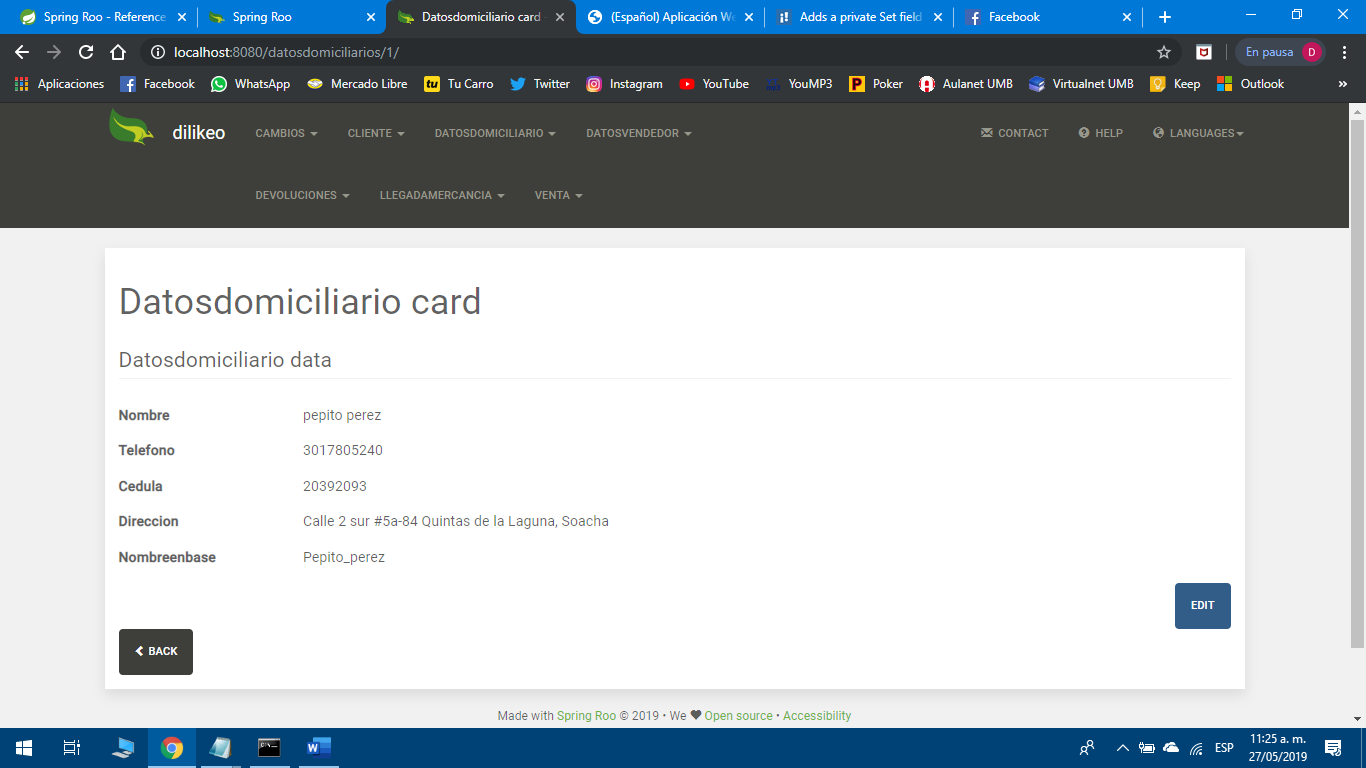 Spring Roo - Reference
Spring Roo
Datosdomiciliario card -
(Español) Aplicación We
Adds a private Set field
Facebook
localhost:8080/datosdomiciliarios/1/
En pausa
D
Aplicaciones
Facebook
WhatsApp
Mercado Libre
tu
Tu Carro
Twitter
Instagram
YouTube
YouMP3
P
Poker
Aulanet UMB
Virtualnet UMB
Keep
Outlook
»
dilikeo
CAMBIOS
CLIENTE
DATOSDOMICILIARIO
DATOSVENDEDOR
CONTACT
HELP
LANGUAGES
DEVOLUCIONES
LLEGADAMERCANCIA
VENTA
Datosdomiciliario card
Datosdomiciliario data
Nombre pepito perez
Telefono 3017805240
Cedula 20392093
Direccion Calle 2 sur #5a-84 Quintas de la Laguna, Soacha
Nombreenbase Pepito_perez
EDIT
BACK
Made with Spring Roo © 2019 • We ♥ Open source • Accessibility
ESP
11:25 a. m.
27/05/2019